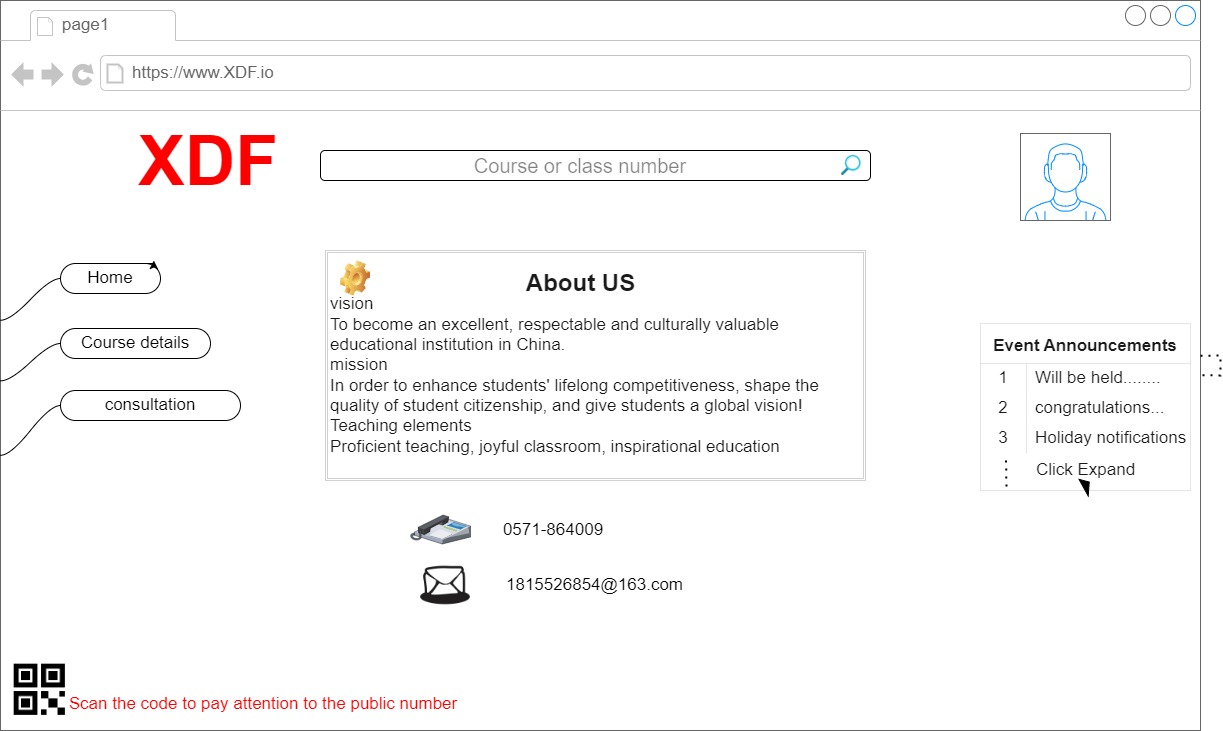 page1
https://www.XDF.io
XDF
Course or class number
Home
Course details
consultation
About US
vision
To become an excellent, respectable and culturally valuable
educational institution in China.
mission
In order to enhance students' lifelong competitiveness, shape the
quality of student citizenship, and give students a global vision!
Teaching elements
Proficient teaching, joyful classroom, inspirational education
Event Announcements
1 Will be held........
2 congratulations...
3 Holiday notifications
Click Expand
0571-864009
1815526854@163.com
Scan the code to pay attention to the public number